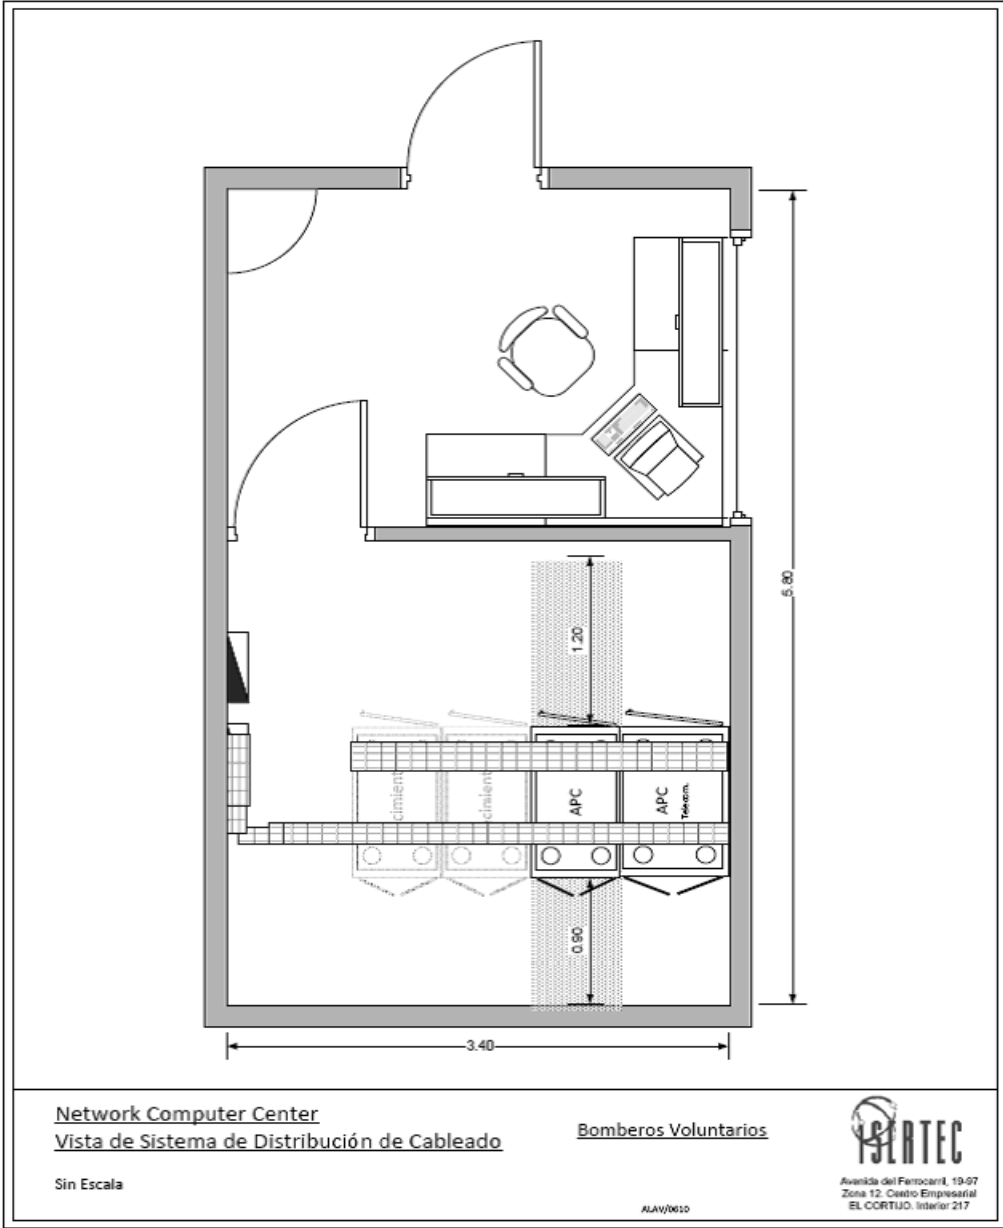 5.80
1.20
cimient
cimient
APC
APC
Telecom.
0.90
3.40
Network Computer Center
Vista de Sistema de Distribución de Cableado
Sin Escala
Bomberos Voluntarios
ALAV/0610
ISERTEC
Avenida del Ferrocarril, 19-97
Zona 12. Centro Empresarial
EL CORTIJO. Interior 217